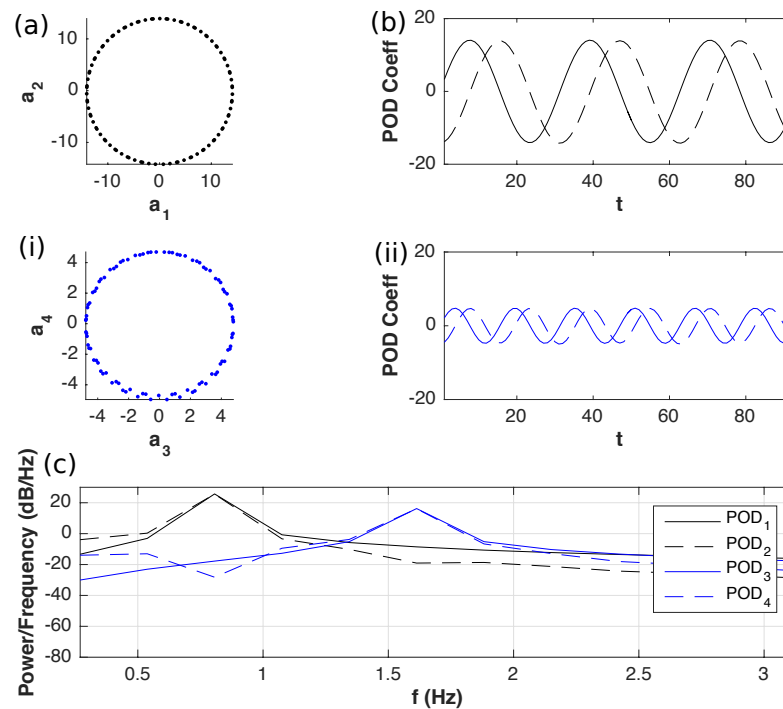 (a)
10
0
-10
a2
-10 0 10
a1
(b)
20
0
-20
POD Coeff
20 40 60 80
t
(i)
4
2
0
-2
-4
a4
-4 -2 0 2 4
a3
(ii)
20
0
-20
POD Coeff
20 40 60 80
t
(c)
20
0
-20
-40
-60
-80
Power/Frequency (dB/Hz)
0.5 1 1.5 2 2.5 3
f (Hz)
POD1
POD2
POD3
POD4